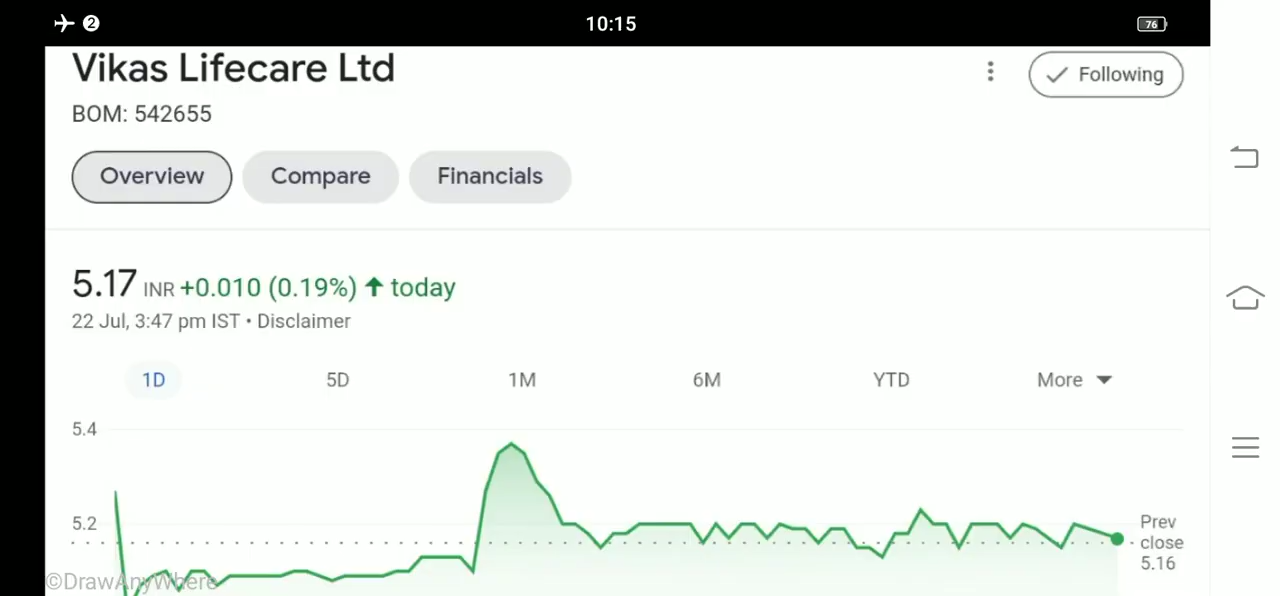 2 10:15 76
Vikas Lifecare Ltd
Following
BOM: 542655
Overview Compare Financials
5.17 INR +0.010 (0.19%) ↑ today
22 Jul, 3:47 pm IST • Disclaimer
1D 5D 1M 6M YTD More
5.4
5.2
Prev
close
5.16
©DrawAnyWhere